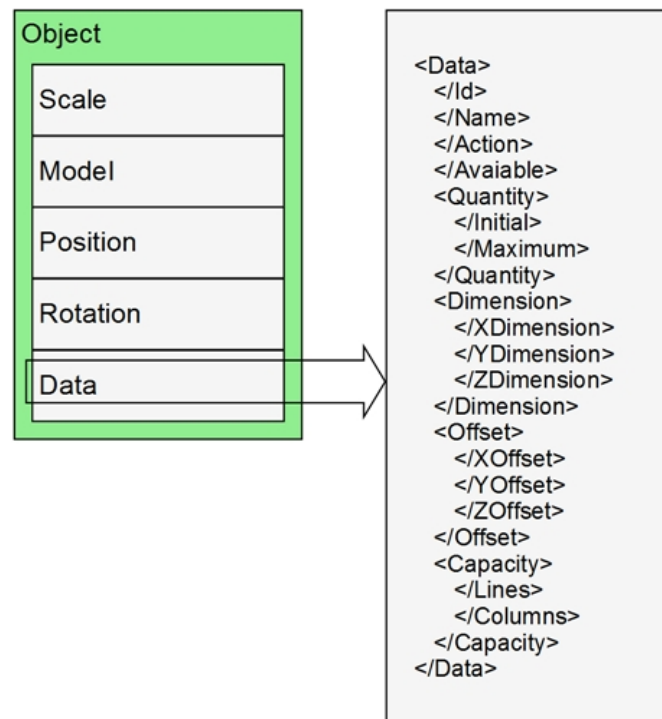 Object
Scale
Model
Position
Rotation
Data
<Data>
</Id>
</Name>
</Action>
</Avaiable>
<Quantity>
</Initial>
</Maximum>
</Quantity>
<Dimension>
</XDimension>
</YDimension>
</ZDimension>
</Dimension>
<Offset>
</XOffset>
</YOffset>
</ZOffset>
</Offset>
<Capacity>
</Lines>
</Columns>
</Capacity>
</Data>